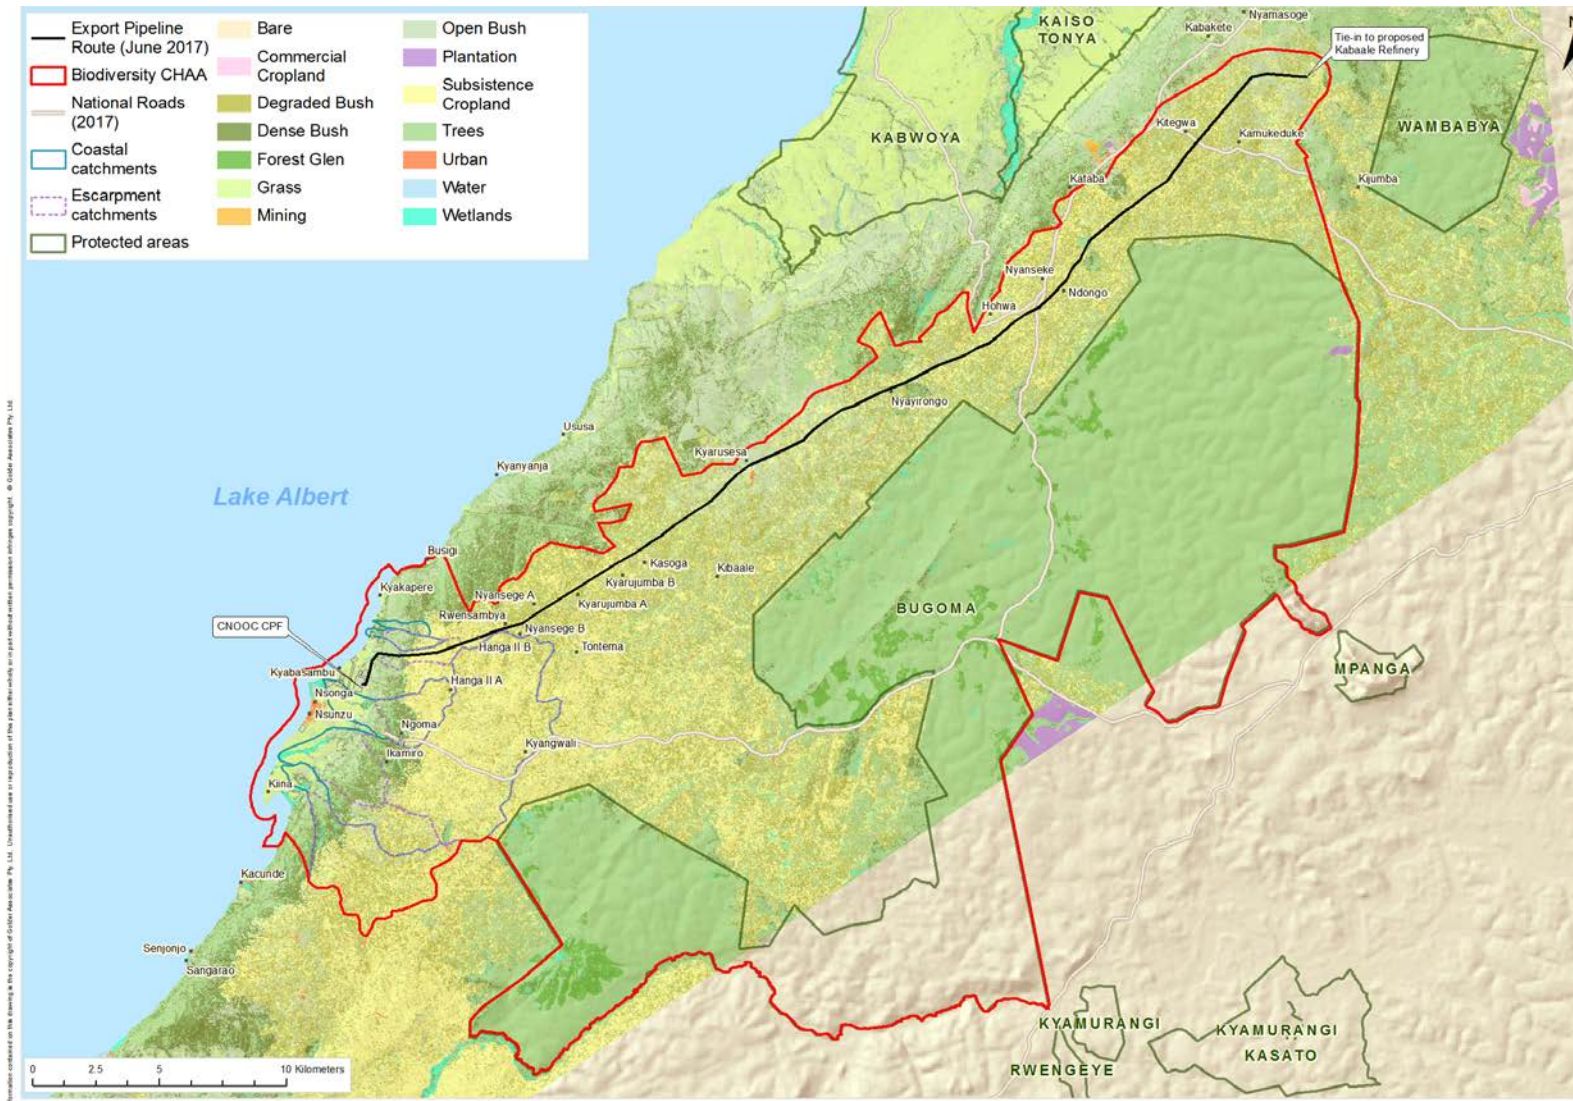 Export Pipeline
Route (June 2017)
Biodiversity CHAA
National Roads
(2017)
Coastal
catchments
Escarpment
catchments
Protected areas
Bare
Commercial
Cropland
Degraded Bush
Dense Bush
Forest Glen
Grass
Mining
Open Bush
Plantation
Subsistence
Cropland
Trees
Urban
Water
Wetlands
KAISO
TONYA
Nyamasoge
Kabakete
Tie-in to proposed
Kabaale Refinery
N
KABWOYA
Kitegwa
Kamukeduke
WAMBABYA
Kataba
Kijumba
Nyanseke
Ndongo
Hohwa
Nyayirongo
Ususa
Kyarusesa
Kyanyanja
Lake Albert
Busigi
Kasoga
Kibaale
Kyarujumba B
Kyakapere
Nyansege A
Kyarujumba A
Rwensambya
BUGOMA
CNOOC CPF
Nyansege B
Hanga II B
Tontema
Kyabasambu
MPANGA
Nsonga
Hanga II A
Nsunzu
Ngoma
Ikamiro
Kyangwali
Kiina
Kacunde
Senjonjo
Sangarao
KYAMURANGI
KYAMURANGI
KASATO
RWENGEYE
0 2.5 5 10 Kilometers